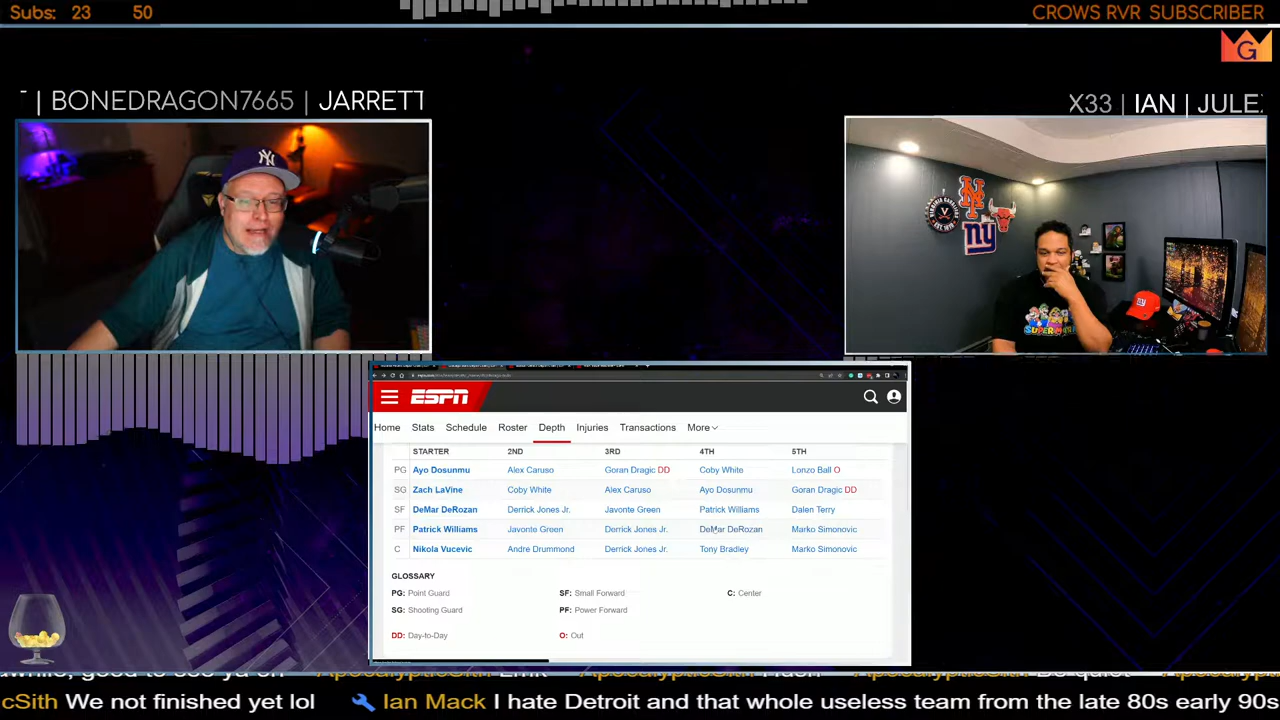 Subs: 23 50
CROWS RVR SUBSCRIBER
G
| BONEDRAGON7665 | JARRETT
X33 | IAN | JULE
NY
NY
ny
SUPER
ESPN
Home Stats Schedule Roster Depth Injuries Transactions More
STARTER 2ND 3RD 4TH 5TH
PG Ayo Dosunmu Alex Caruso Goran Dragic DD Coby White Lonzo Ball O
SG Zach LaVine Coby White Alex Caruso Ayo Dosunmu Goran Dragic DD
SF DeMar DeRozan Derrick Jones Jr. Javonte Green Patrick Williams Dalen Terry
PF Patrick Williams Javonte Green Derrick Jones Jr. DeMar DeRozan Marko Simonovic
C Nikola Vucevic Andre Drummond Derrick Jones Jr. Tony Bradley Marko Simonovic
GLOSSARY
PG: Point Guard SF: Small Forward C: Center
SG: Shooting Guard PF: Power Forward
DD: Day-to-Day O: Out
cSith We not finished yet lol Ian Mack I hate Detroit and that whole useless team from the late 80s early 90s